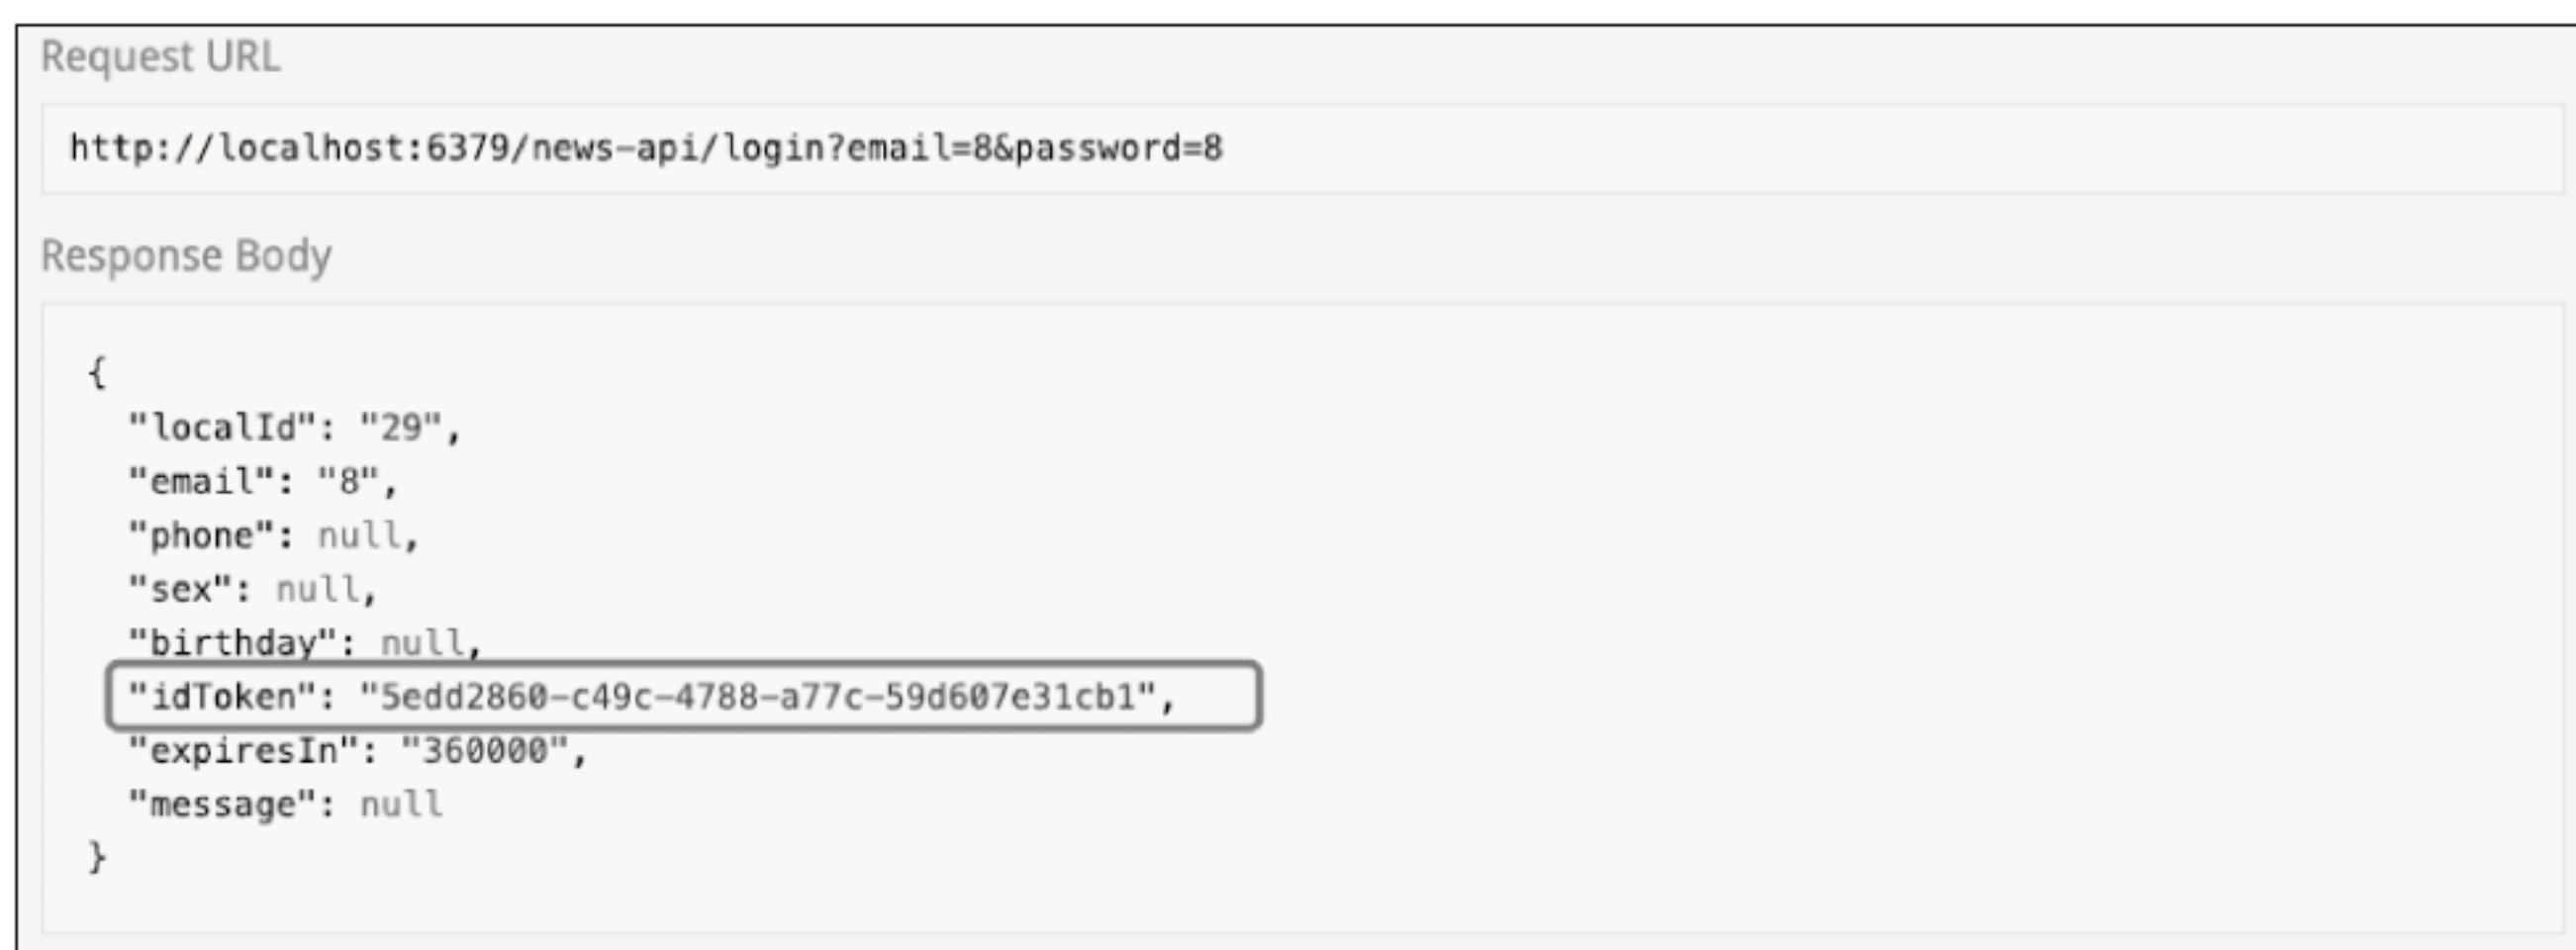 Request URL
http://localhost:6379/news-api/login?email=8&password=8
Response Body
{
"localId": "29",
"email": "8",
"phone": null,
"sex": null,
"birthday": null,
"idToken": "5edd2860-c49c-4788-a77c-59d607e31cb1",
"expiresIn": "360000",
"message": null
}